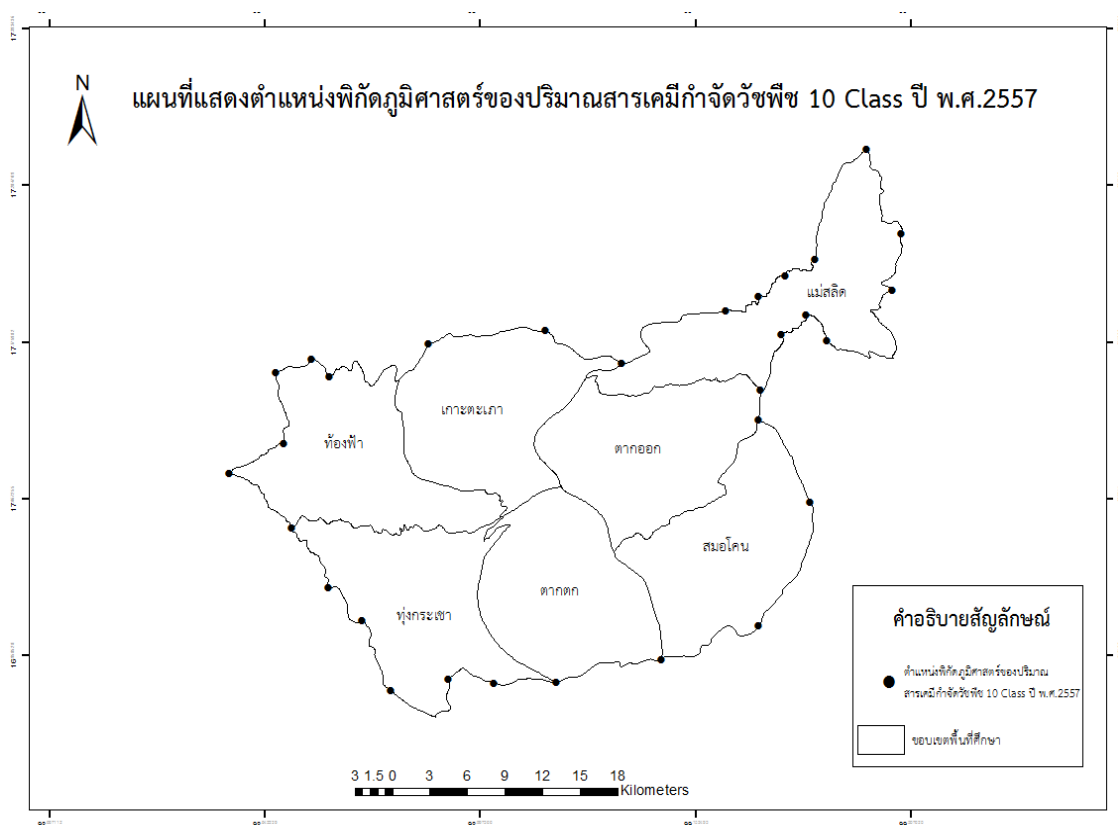 N
แผนที่แสดงตำแหน่งพิกัดภูมิศาสตร์ของปริมาณสารเคมีกำจัดวัชพืช 10 Class ปี พ.ศ.2557
แม่สลิด
เกาะตะเภา
ท้องฟ้า
ตากออก
สมอโคน
ตากตก
ทุ่งกระเชา
คำอธิบายสัญลักษณ์
ตำแหน่งพิกัดภูมิศาสตร์ของปริมาณ
สารเคมีกำจัดวัชพืช 10 Class ปี พ.ศ.2557
ขอบเขตพื้นที่ศึกษา
3 1.5 0 3 6 9 12 15 18
Kilometers